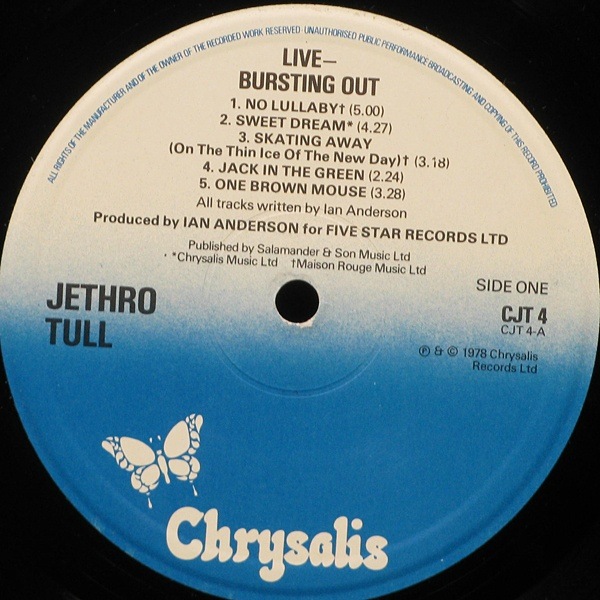 ALL RIGHTS OF THE MANUFACTURER AND OF THE OWNER OF THE RECORDED WORK RESERVED · UNAUTHORISED PUBLIC PERFORMANCE BROADCASTING AND COPYING OF THIS RECORD PROHIBITED
LIVE—
BURSTING OUT
1. NO LULLABY† (5.00)
2. SWEET DREAM* (4.27)
3. SKATING AWAY
(On The Thin Ice Of The New Day)† (3.18)
4. JACK IN THE GREEN (2.24)
5. ONE BROWN MOUSE (3.28)
All tracks written by Ian Anderson
Produced by IAN ANDERSON for FIVE STAR RECORDS LTD
Published by Salamander & Son Music Ltd
*Chrysalis Music Ltd †Maison Rouge Music Ltd
JETHRO
TULL
SIDE ONE
CJT 4
CJT 4-A
℗ & © 1978 Chrysalis
Records Ltd
Chrysalis